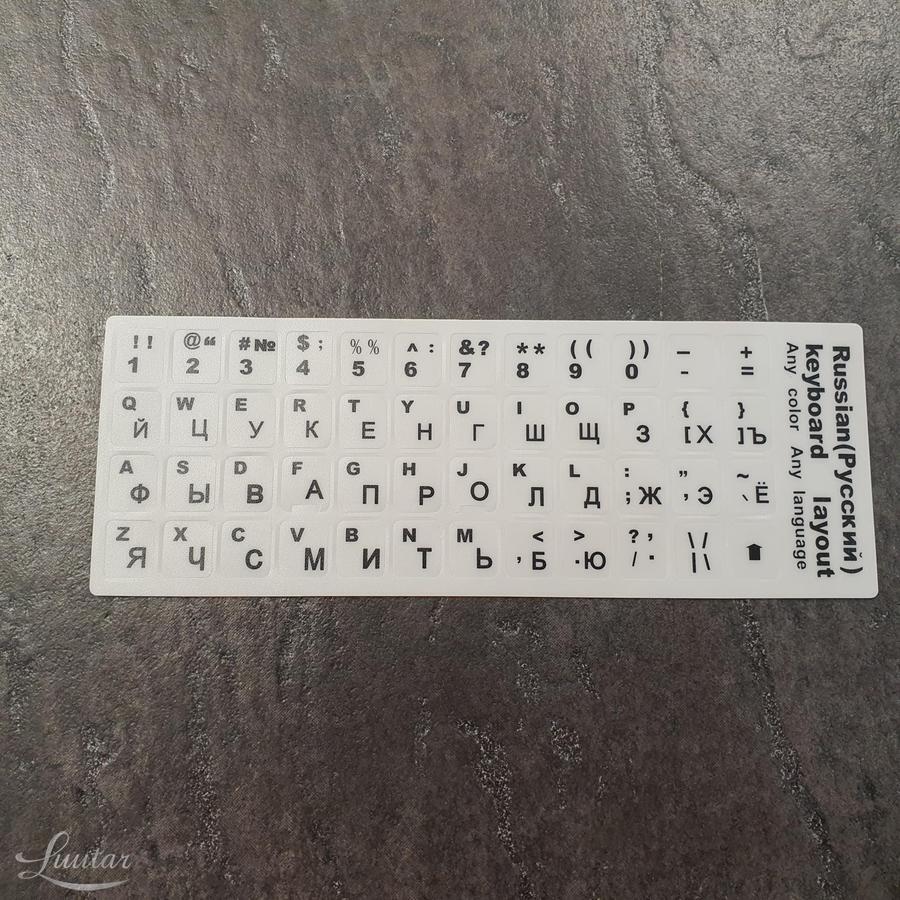 ! ! @ “ # № $ ; % % ^ : & ? * * ( ( ) ) _ +
1 2 3 4 5 6 7 8 9 0 - =
Q W E R T Y U I O P { }
Й Ц У К Е Н Г Ш Щ З [ Х ] Ъ
A S D F G H J K L : ” ~
Ф Ы В А П Р О Л Д ; Ж ' Э ` Ё
Z X C V B N M < > ? , \ /
Я Ч С М И Т Ь , Б . Ю / . | \
Russian(Русский)
keyboard layout
Any color Any language
Luutar